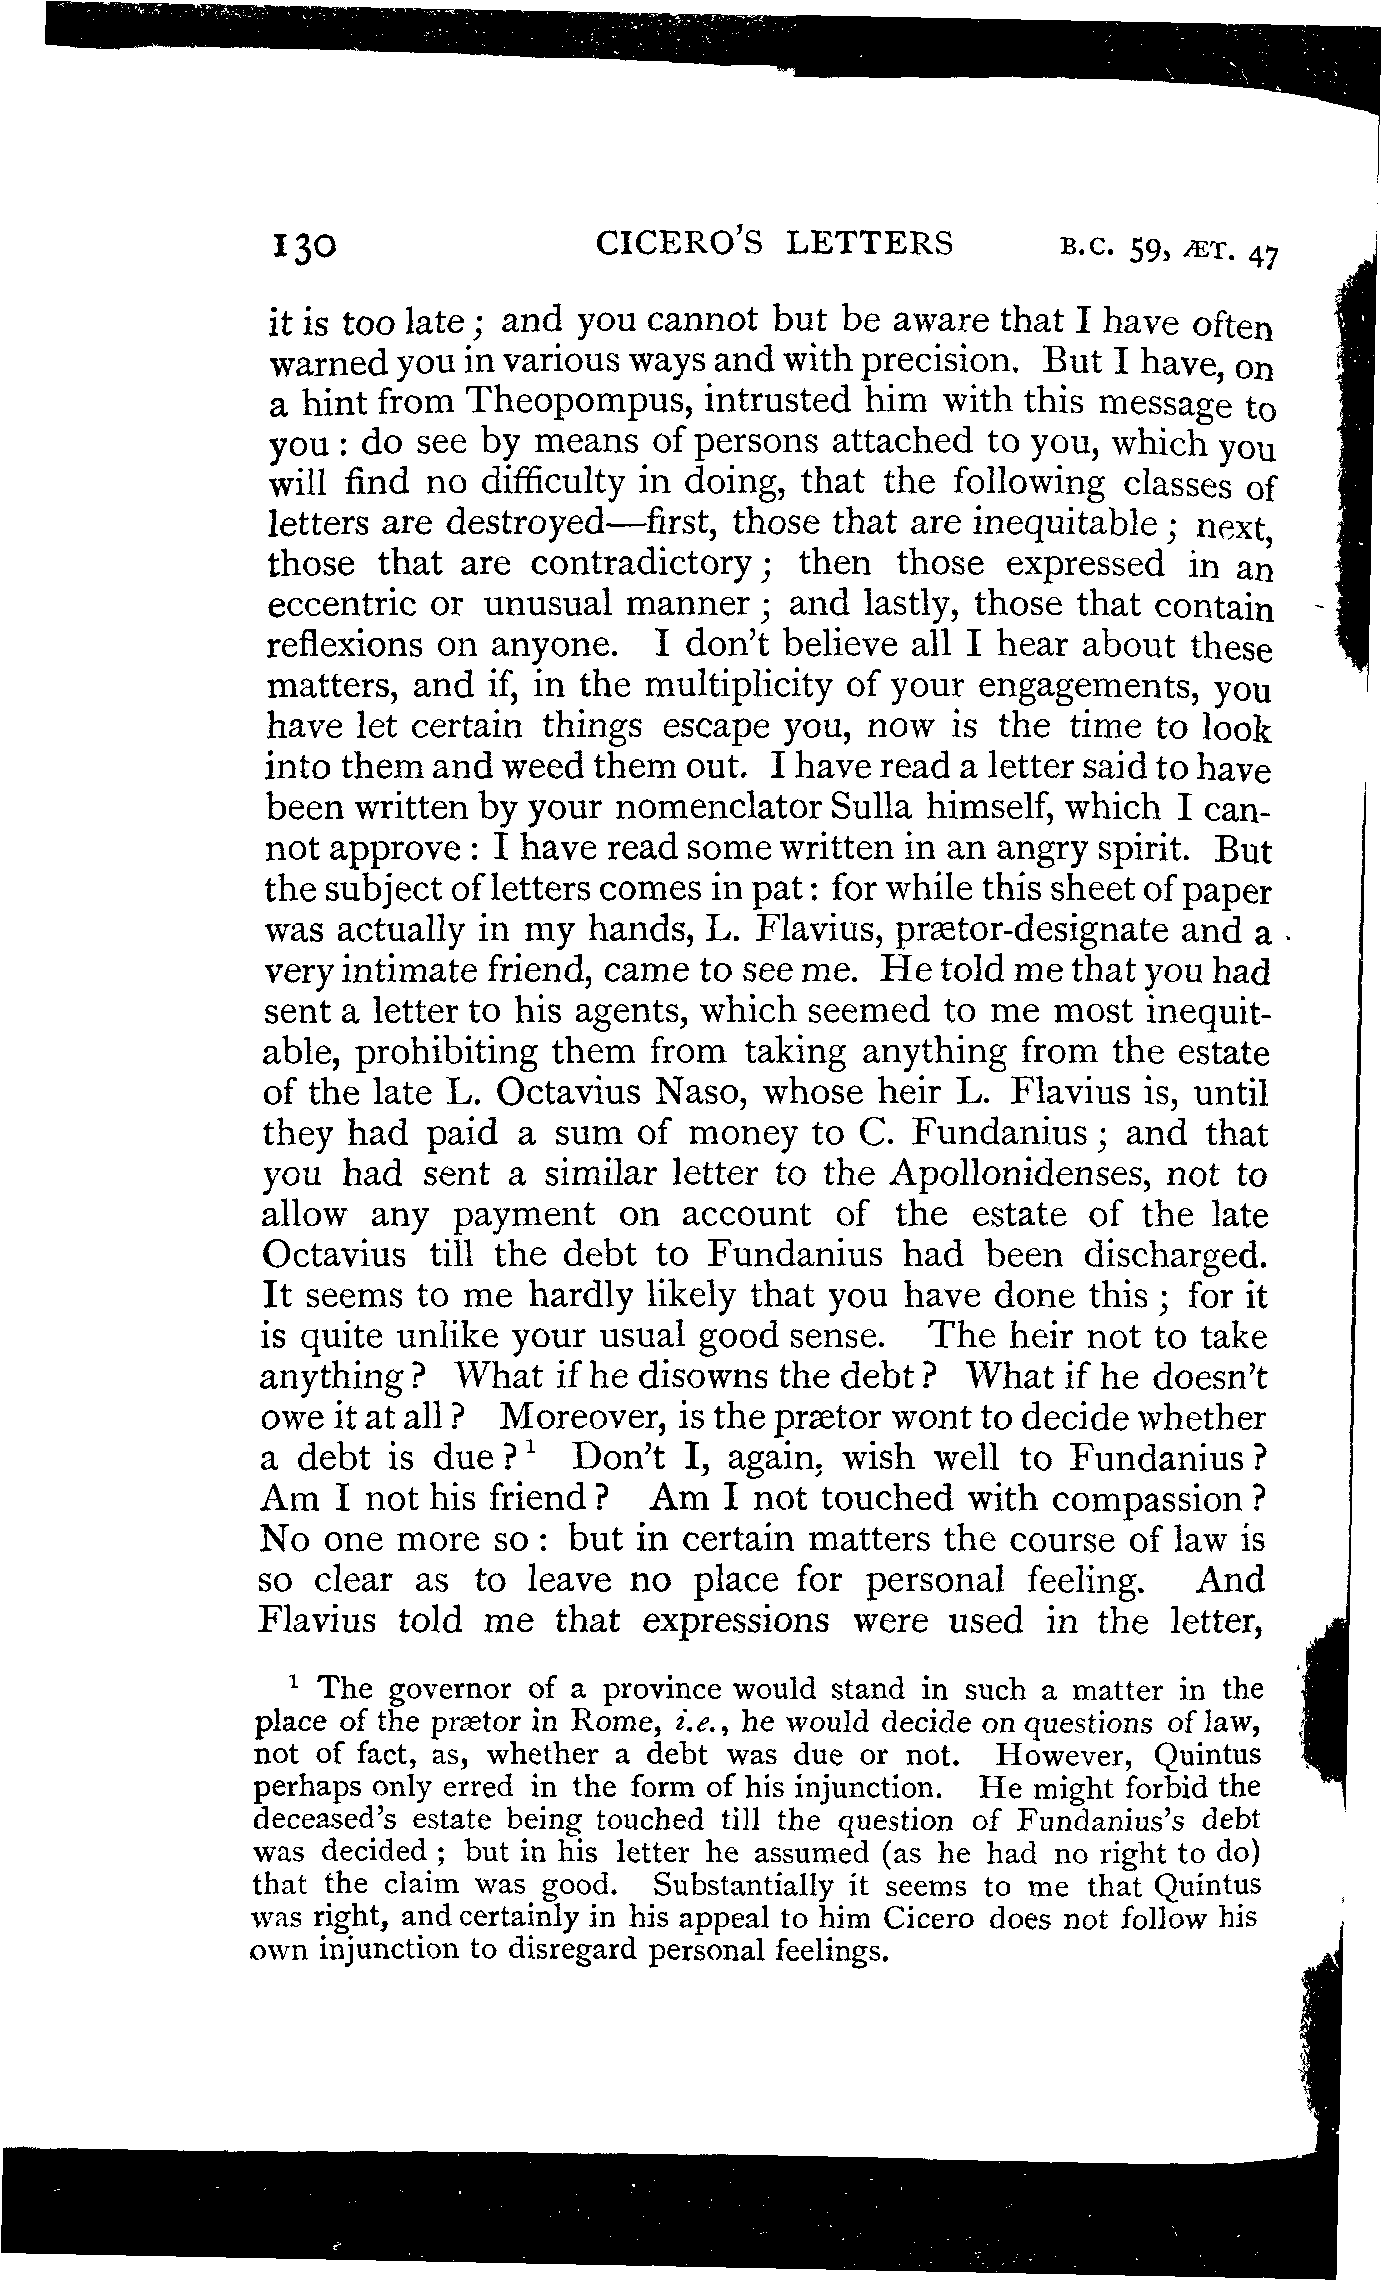 130 CICERO'S LETTERS B.C. 59, ÆT. 47
it is too late; and you cannot but be aware that I have often
warned you in various ways and with precision. But I have, on
a hint from Theopompus, intrusted him with this message to
you: do see by means of persons attached to you, which you
will find no difficulty in doing, that the following classes of
letters are destroyed—first, those that are inequitable; next,
those that are contradictory; then those expressed in an
eccentric or unusual manner; and lastly, those that contain
reflexions on anyone. I don't believe all I hear about these
matters, and if, in the multiplicity of your engagements, you
have let certain things escape you, now is the time to look
into them and weed them out. I have read a letter said to have
been written by your nomenclator Sulla himself, which I can-
not approve: I have read some written in an angry spirit. But
the subject of letters comes in pat: for while this sheet of paper
was actually in my hands, L. Flavius, prætor-designate and a
very intimate friend, came to see me. He told me that you had
sent a letter to his agents, which seemed to me most inequit-
able, prohibiting them from taking anything from the estate
of the late L. Octavius Naso, whose heir L. Flavius is, until
they had paid a sum of money to C. Fundanius; and that
you had sent a similar letter to the Apollonidenses, not to
allow any payment on account of the estate of the late
Octavius till the debt to Fundanius had been discharged.
It seems to me hardly likely that you have done this; for it
is quite unlike your usual good sense. The heir not to take
anything? What if he disowns the debt? What if he doesn't
owe it at all? Moreover, is the prætor wont to decide whether
a debt is due?¹ Don't I, again, wish well to Fundanius?
Am I not his friend? Am I not touched with compassion?
No one more so: but in certain matters the course of law is
so clear as to leave no place for personal feeling. And
Flavius told me that expressions were used in the letter,
¹ The governor of a province would stand in such a matter in the
place of the prætor in Rome, i.e., he would decide on questions of law,
not of fact, as, whether a debt was due or not. However, Quintus
perhaps only erred in the form of his injunction. He might forbid the
deceased's estate being touched till the question of Fundanius's debt
was decided; but in his letter he assumed (as he had no right to do)
that the claim was good. Substantially it seems to me that Quintus
was right, and certainly in his appeal to him Cicero does not follow his
own injunction to disregard personal feelings.